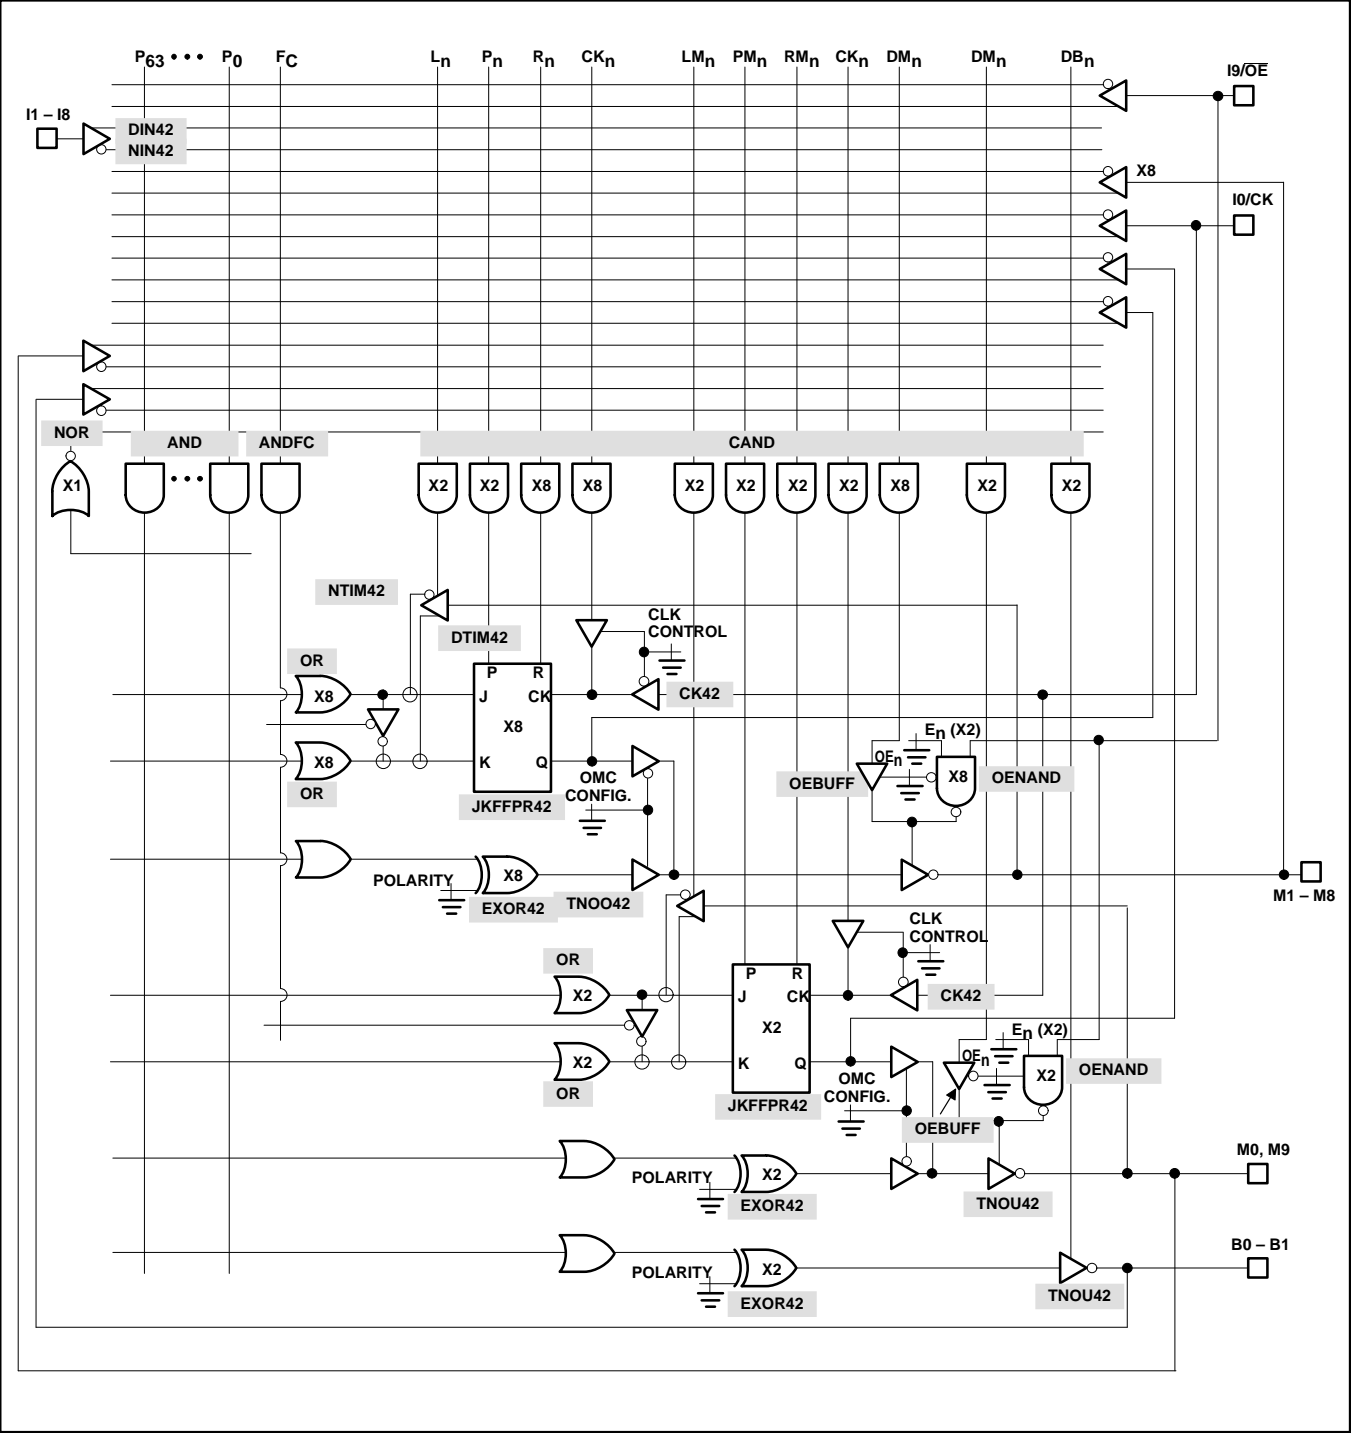 P63 ••• P0 FC Ln Pn Rn CKn LMn PMn RMn CKn DMn DMn DBn
I9/OE
I1 – I8
DIN42
NIN42
X8
I0/CK
NOR AND ANDFC CAND
X1 ••• X2 X2 X8 X8 X2 X2 X2 X2 X8 X2 X2
NTIM42
CLK
CONTROL
DTIM42
OR
P R
X8 J CK CK42
X8
En (X2)
X8 K Q
OEn
OMC
CONFIG.
OEBUFF X8 OENAND
OR
JKFFPR42
POLARITY X8
EXOR42 TNOO42
M1 – M8
CLK
CONTROL
OR
P R
X2 J CK CK42
X2
En (X2)
OEn
X2 K Q
X2 OENAND
OMC
CONFIG.
OR
JKFFPR42
OEBUFF
M0, M9
POLARITY X2
EXOR42 TNOU42
B0 – B1
POLARITY X2
EXOR42 TNOU42